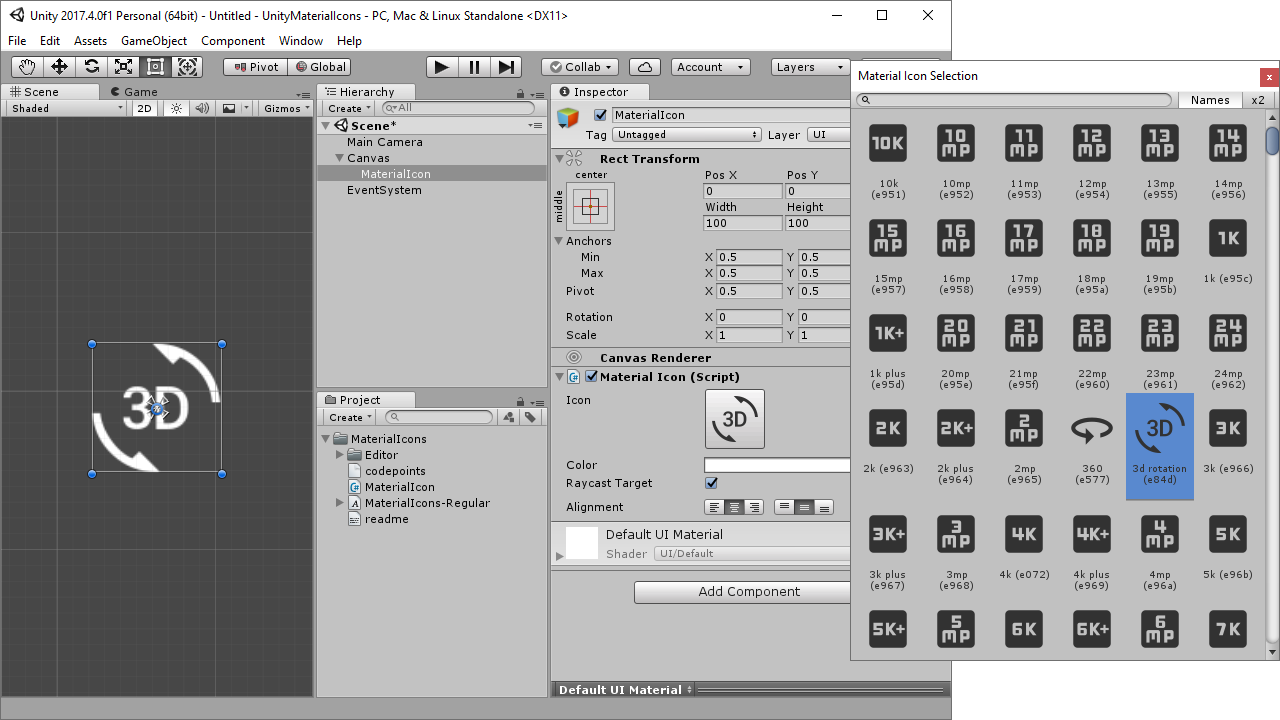 Unity 2017.4.0f1 Personal (64bit) - Untitled - UnityMaterialIcons - PC, Mac & Linux Standalone <DX11>
File Edit Assets GameObject Component Window Help
Pivot Global Collab Account Layers
Scene Game
Shaded 2D Gizmos
3D
Hierarchy
Create All
Scene*
Main Camera
Canvas
MaterialIcon
EventSystem
Project
Create
MaterialIcons
Editor
codepoints
MaterialIcon
MaterialIcons-Regular
readme
Inspector
MaterialIcon
Tag Untagged Layer UI
Rect Transform
center
middle
Pos X Pos Y
0 0
Width Height
100 100
Anchors
Min X 0.5 Y 0.5
Max X 0.5 Y 0.5
Pivot X 0.5 Y 0.5
Rotation X 0 Y 0
Scale X 1 Y 1
Canvas Renderer
Material Icon (Script)
Icon 3D
Color
Raycast Target
Alignment
Default UI Material
Shader UI/Default
Add Component
Default UI Material
Material Icon Selection x
Names x2
10K 10 MP 11 MP 12 MP 13 MP 14 MP
10k (e951) 10mp (e952) 11mp (e953) 12mp (e954) 13mp (e955) 14mp (e956)
15 MP 16 MP 17 MP 18 MP 19 MP 1K
15mp (e957) 16mp (e958) 17mp (e959) 18mp (e95a) 19mp (e95b) 1k (e95c)
1K+ 20 MP 21 MP 22 MP 23 MP 24 MP
1k plus (e95d) 20mp (e95e) 21mp (e95f) 22mp (e960) 23mp (e961) 24mp (e962)
2K 2K+ 2 MP 3D 3K
2k (e963) 2k plus (e964) 2mp (e965) 360 (e577) 3d rotation (e84d) 3k (e966)
3K+ 3 MP 4K 4K+ 4 MP 5K
3k plus (e967) 3mp (e968) 4k (e072) 4k plus (e969) 4mp (e96a) 5k (e96b)
5K+ 5 MP 6K 6K+ 6 MP 7K